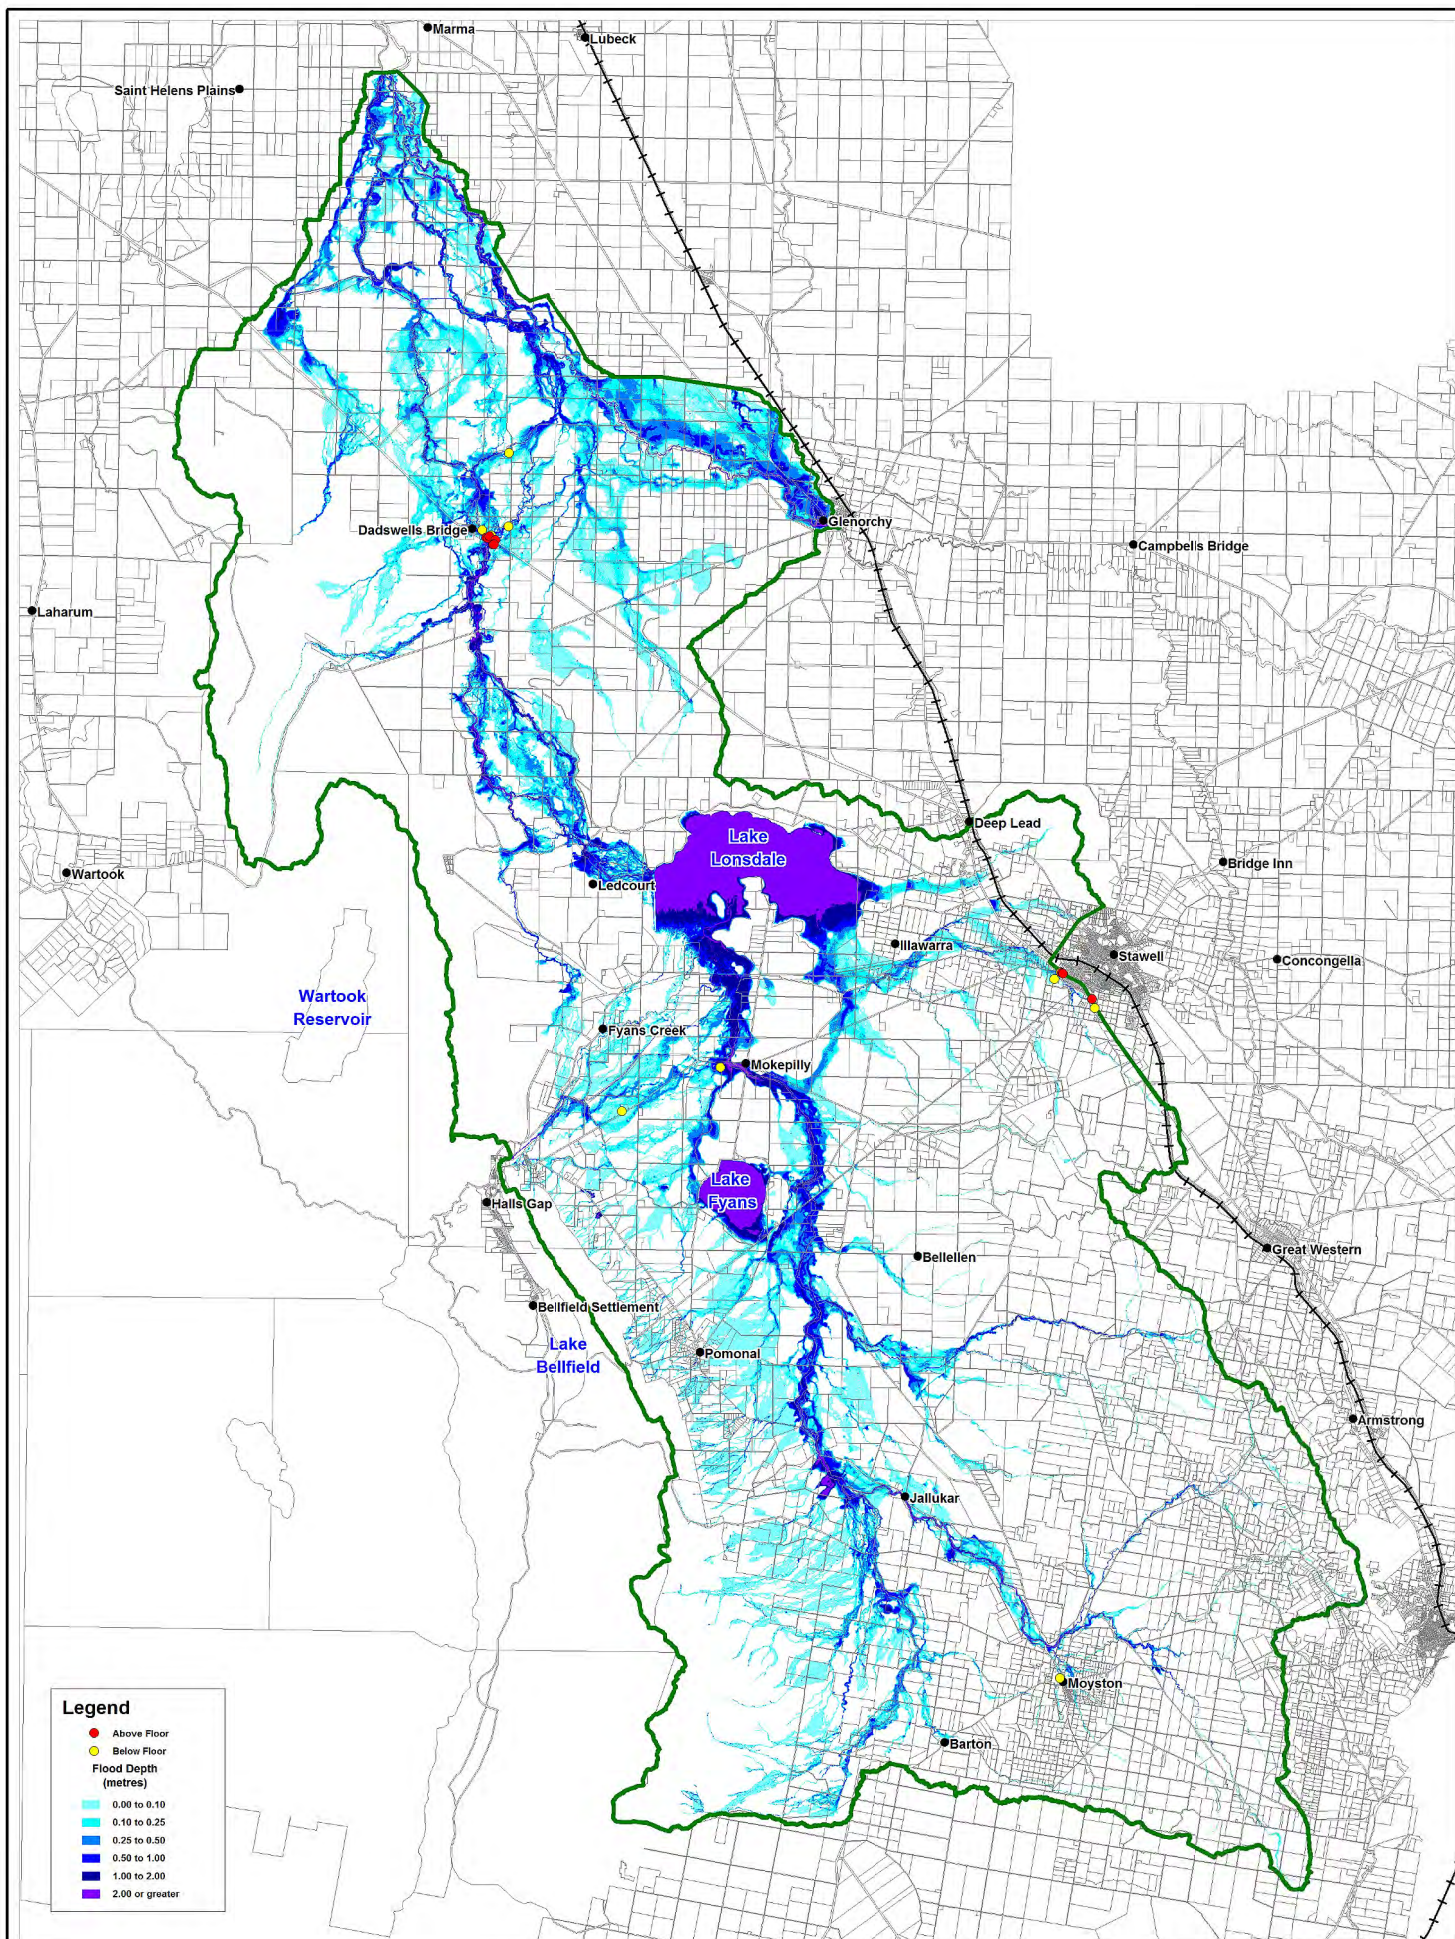 Marma
Lubeck
Saint Helens Plains
Dadswells Bridge
Glenorchy
Campbells Bridge
Laharum
Deep Lead
Lake
Lonsdale
Bridge Inn
Wartook
Ledcourt
Illawarra
Stawell
Concongella
Wartook
Reservoir
Fyans Creek
Mokepilly
Lake
Fyans
Halls Gap
Great Western
Bellellen
Bellfield Settlement
Lake
Bellfield
Pomonal
Armstrong
Jallukar
Moyston
Barton
Legend
Above Floor
Below Floor
Flood Depth
(metres)
0.00 to 0.10
0.10 to 0.25
0.25 to 0.50
0.50 to 1.00
1.00 to 2.00
2.00 or greater